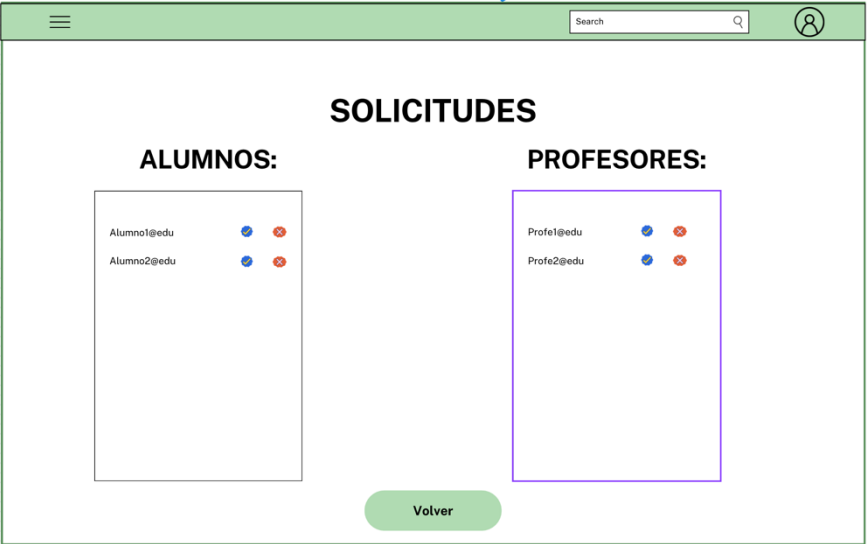 Search
SOLICITUDES
ALUMNOS:
Alumno1@edu
Alumno2@edu
PROFESORES:
Profe1@edu
Profe2@edu
Volver